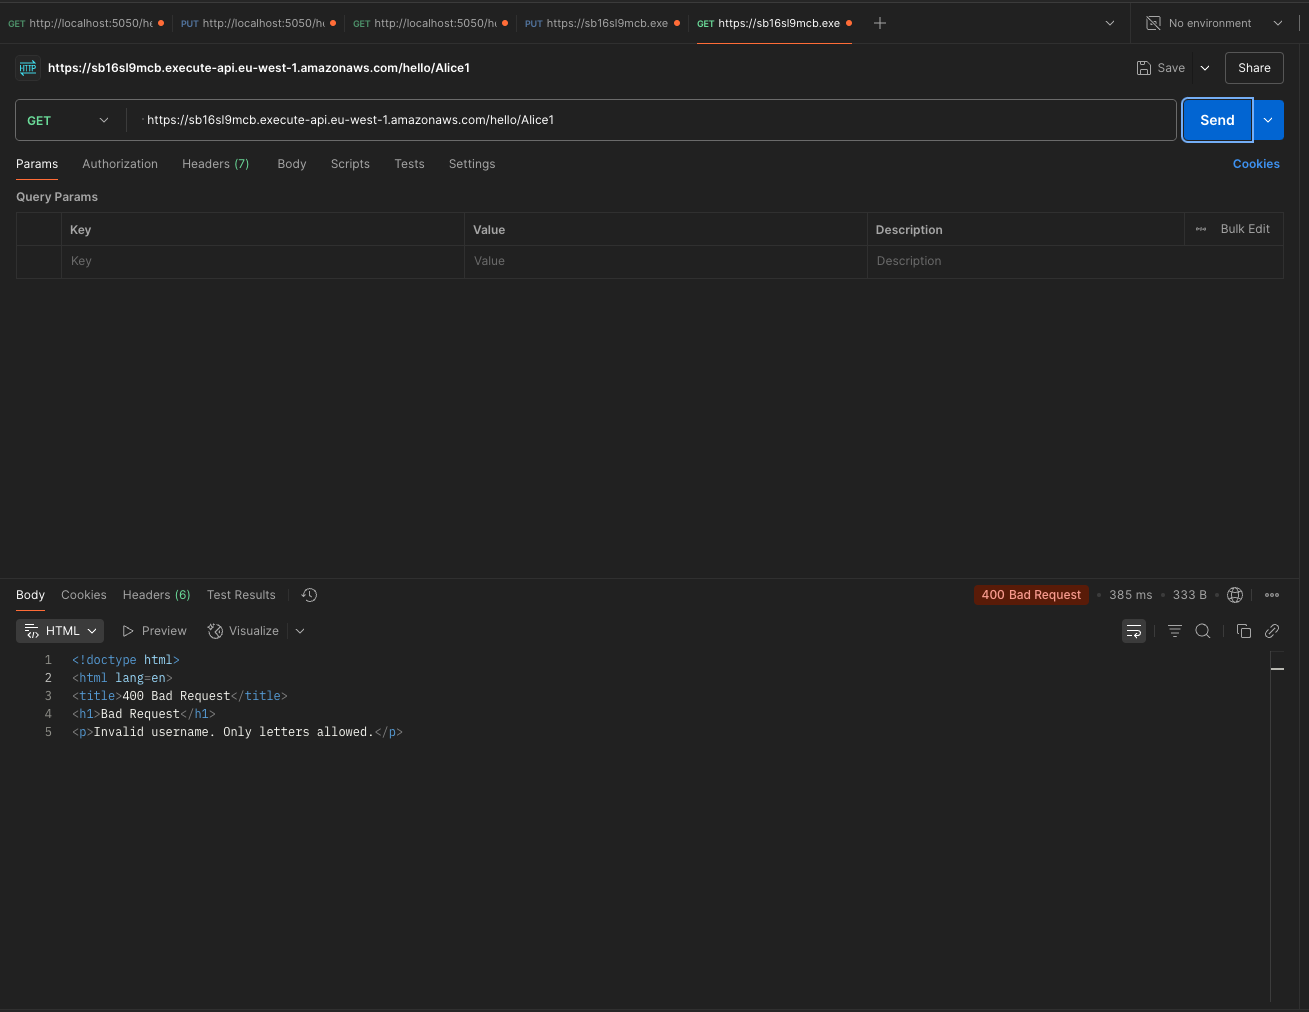 GET http://localhost:5050/he PUT http://localhost:5050/he GET http://localhost:5050/he PUT https://sb16sl9mcb.exe GET https://sb16sl9mcb.exe No environment
HTTP https://sb16sl9mcb.execute-api.eu-west-1.amazonaws.com/hello/Alice1 Save Share
GET https://sb16sl9mcb.execute-api.eu-west-1.amazonaws.com/hello/Alice1 Send
Params Authorization Headers (7) Body Scripts Tests Settings Cookies
Query Params
Key Value Description Bulk Edit
Key Value Description
Body Cookies Headers (6) Test Results 400 Bad Request 385 ms 333 B
HTML Preview Visualize
1 <!doctype html>
2 <html lang=en>
3 <title>400 Bad Request</title>
4 <h1>Bad Request</h1>
5 <p>Invalid username. Only letters allowed.</p>